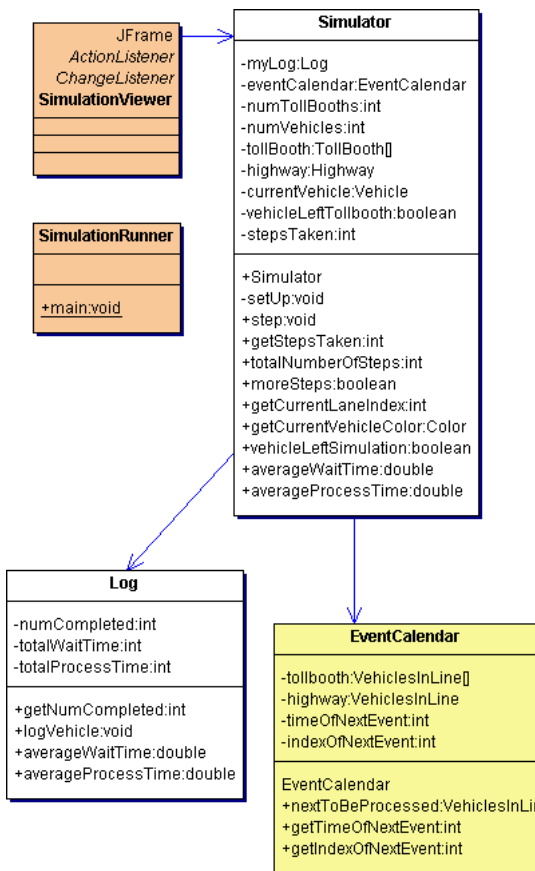 JFrame
ActionListener
ChangeListener
SimulationViewer
Simulator
-myLog:Log
-eventCalendar:EventCalendar
-numTollBooths:int
-numVehicles:int
-tollBooth:TollBooth[]
-highway:Highway
-currentVehicle:Vehicle
-vehicleLeftTollbooth:boolean
-stepsTaken:int
+Simulator
-setUp:void
+step:void
+getStepsTaken:int
+totalNumberOfSteps:int
+moreSteps:boolean
+getCurrentLaneIndex:int
+getCurrentVehicleColor:Color
+vehicleLeftSimulation:boolean
+averageWaitTime:double
+averageProcessTime:double
SimulationRunner
+main:void
Log
-numCompleted:int
-totalWaitTime:int
-totalProcessTime:int
+getNumCompleted:int
+logVehicle:void
+averageWaitTime:double
+averageProcessTime:double
EventCalendar
-tollbooth:VehiclesInLine[]
-highway:VehiclesInLine
-timeOfNextEvent:int
-indexOfNextEvent:int
EventCalendar
+nextToBeProcessed:VehiclesInLin
+getTimeOfNextEvent:int
+getIndexOfNextEvent:int